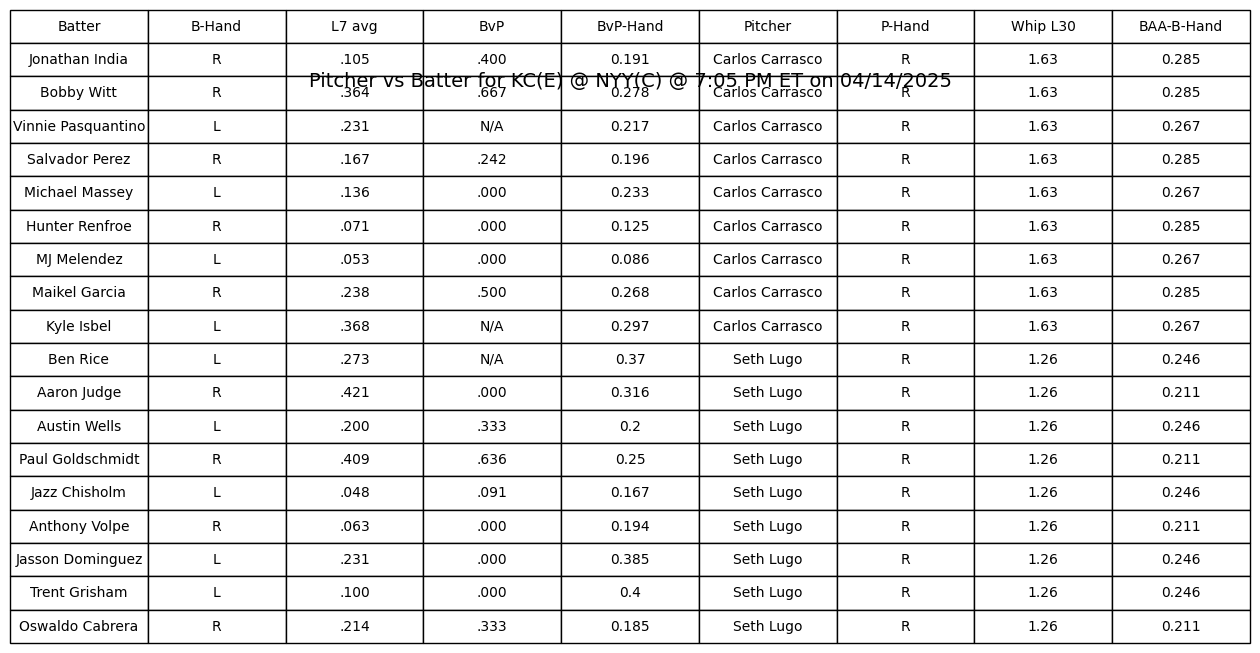 Batter B-Hand L7 avg BvP BvP-Hand Pitcher P-Hand Whip L30 BAA-B-Hand
Jonathan India R .105 .400 0.191 Carlos Carrasco R 1.63 0.285
Pitcher vs Batter for KC(E) @ NYY(C) @ 7:05 PM ET on 04/14/2025
Bobby Witt R .364 .667 0.278 Carlos Carrasco R 1.63 0.285
Vinnie Pasquantino L .231 N/A 0.217 Carlos Carrasco R 1.63 0.267
Salvador Perez R .167 .242 0.196 Carlos Carrasco R 1.63 0.285
Michael Massey L .136 .000 0.233 Carlos Carrasco R 1.63 0.267
Hunter Renfroe R .071 .000 0.125 Carlos Carrasco R 1.63 0.285
MJ Melendez L .053 .000 0.086 Carlos Carrasco R 1.63 0.267
Maikel Garcia R .238 .500 0.268 Carlos Carrasco R 1.63 0.285
Kyle Isbel L .368 N/A 0.297 Carlos Carrasco R 1.63 0.267
Ben Rice L .273 N/A 0.37 Seth Lugo R 1.26 0.246
Aaron Judge R .421 .000 0.316 Seth Lugo R 1.26 0.211
Austin Wells L .200 .333 0.2 Seth Lugo R 1.26 0.246
Paul Goldschmidt R .409 .636 0.25 Seth Lugo R 1.26 0.211
Jazz Chisholm L .048 .091 0.167 Seth Lugo R 1.26 0.246
Anthony Volpe R .063 .000 0.194 Seth Lugo R 1.26 0.211
Jasson Dominguez L .231 .000 0.385 Seth Lugo R 1.26 0.246
Trent Grisham L .100 .000 0.4 Seth Lugo R 1.26 0.246
Oswaldo Cabrera R .214 .333 0.185 Seth Lugo R 1.26 0.211